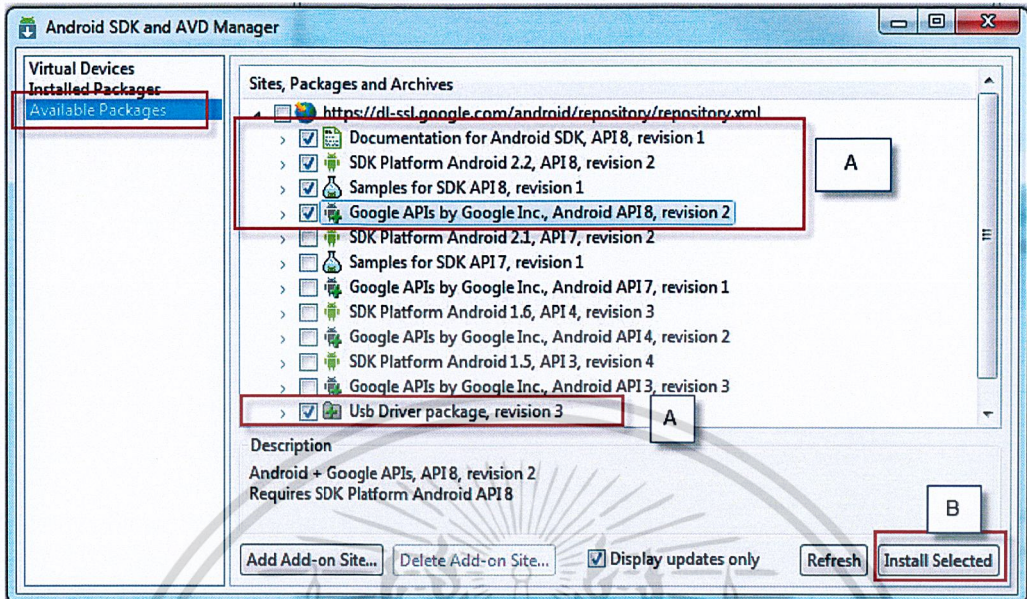 Android SDK and AVD Manager
Virtual Devices
Installed Packages
Available Packages
Sites, Packages and Archives
https://dl-ssl.google.com/android/repository/repository.xml
Documentation for Android SDK, API 8, revision 1
SDK Platform Android 2.2, API 8, revision 2
A
Samples for SDK API 8, revision 1
Google APIs by Google Inc., Android API 8, revision 2
SDK Platform Android 2.1, API 7, revision 2
Samples for SDK API 7, revision 1
Google APIs by Google Inc., Android API 7, revision 1
SDK Platform Android 1.6, API 4, revision 3
Google APIs by Google Inc., Android API 4, revision 2
SDK Platform Android 1.5, API 3, revision 4
Google APIs by Google Inc., Android API 3, revision 3
Usb Driver package, revision 3
A
Description
Android + Google APIs, API 8, revision 2
Requires SDK Platform Android API 8
B
Add Add-on Site... Delete Add-on Site... Display updates only Refresh Install Selected